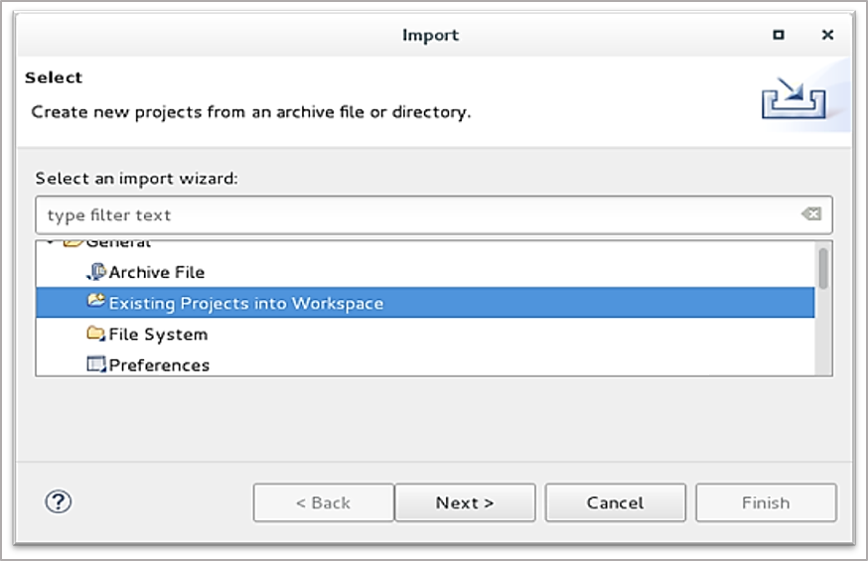 Import
Select
Create new projects from an archive file or directory.
Select an import wizard:
type filter text
General
Archive File
Existing Projects into Workspace
File System
Preferences
?
< Back
Next >
Cancel
Finish